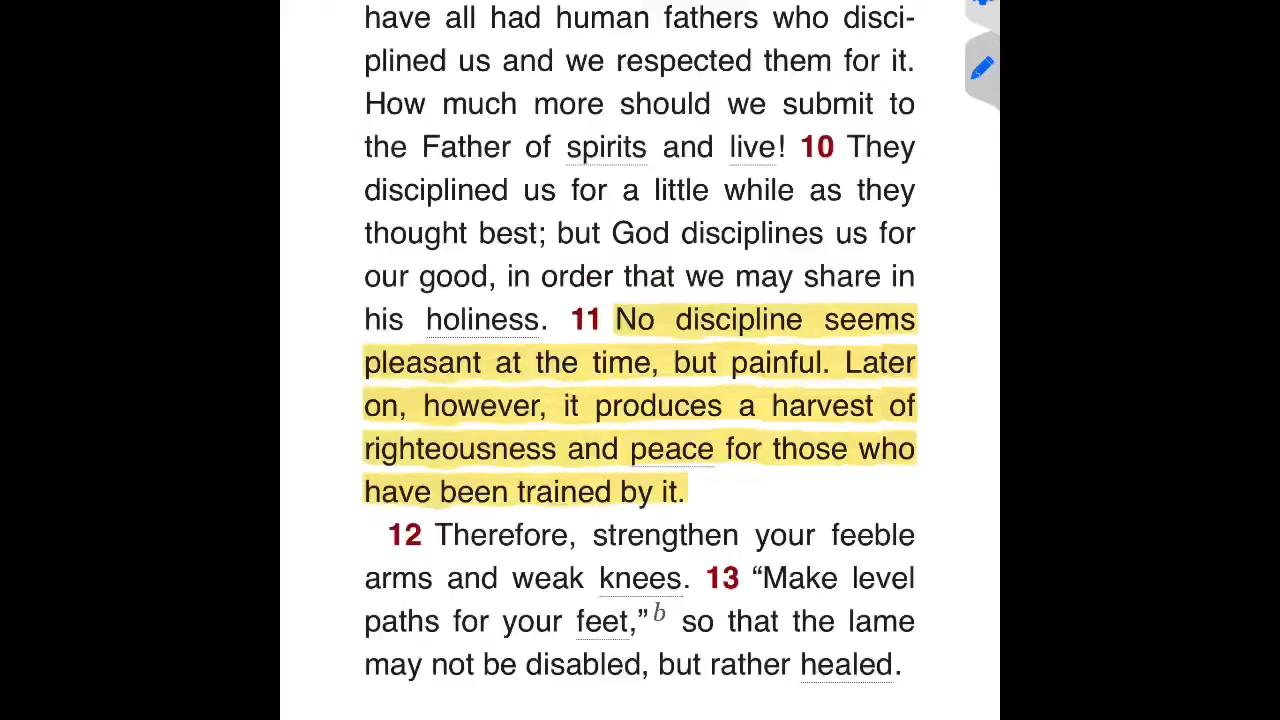 have all had human fathers who disci-
plined us and we respected them for it.
How much more should we submit to
the Father of spirits and live! 10 They
disciplined us for a little while as they
thought best; but God disciplines us for
our good, in order that we may share in
his holiness. 11 No discipline seems
pleasant at the time, but painful. Later
on, however, it produces a harvest of
righteousness and peace for those who
have been trained by it.
12 Therefore, strengthen your feeble
arms and weak knees. 13 “Make level
paths for your feet,”b so that the lame
may not be disabled, but rather healed.